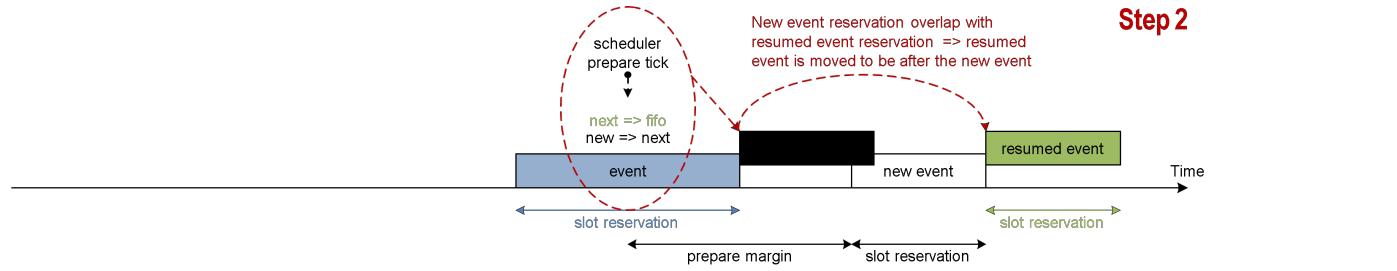 Step 2
New event reservation overlap with
resumed event reservation => resumed
event is moved to be after the new event
scheduler
prepare tick
next => fifo
new => next
event
new event
resumed event
Time
slot reservation
slot reservation
prepare margin
slot reservation